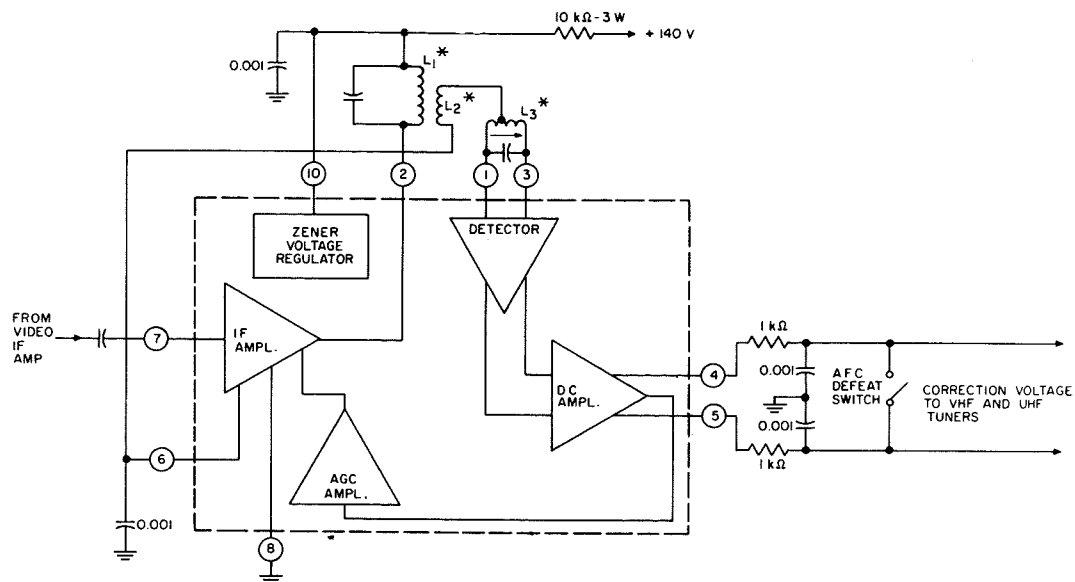 10 kΩ-3 W
+ 140 V
0.001
L1*
L2*
L3*
10
2
1
3
ZENER
VOLTAGE
REGULATOR
DETECTOR
FROM
VIDEO
IF
AMP
7
IF
AMPL.
1 kΩ
4
0.001
AFC
DEFEAT
SWITCH
CORRECTION VOLTAGE
TO VHF AND UHF
TUNERS
DC
AMPL.
5
0.001
1 kΩ
6
AGC
AMPL.
0.001
8